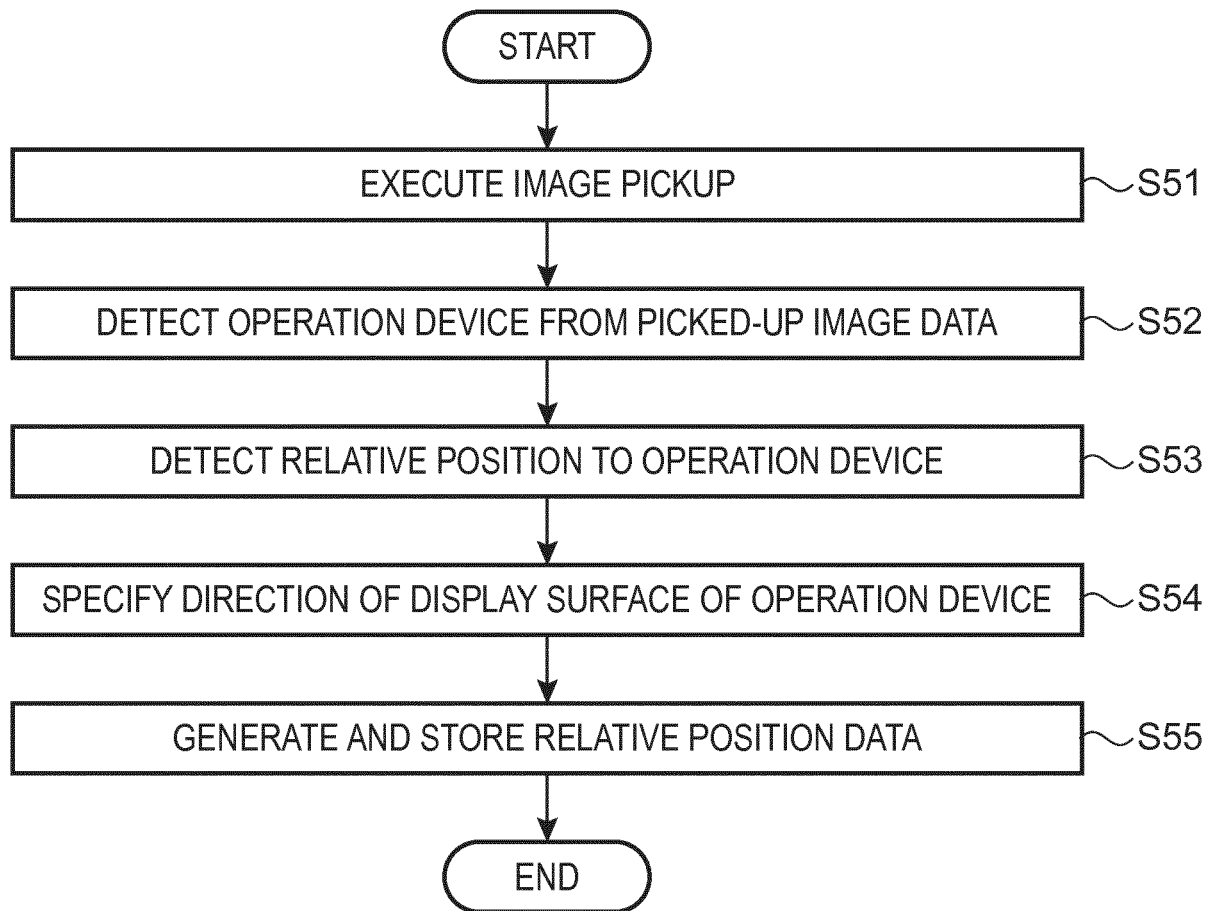 START
EXECUTE IMAGE PICKUP
S51
DETECT OPERATION DEVICE FROM PICKED-UP IMAGE DATA
S52
DETECT RELATIVE POSITION TO OPERATION DEVICE
S53
SPECIFY DIRECTION OF DISPLAY SURFACE OF OPERATION DEVICE
S54
GENERATE AND STORE RELATIVE POSITION DATA
S55
END